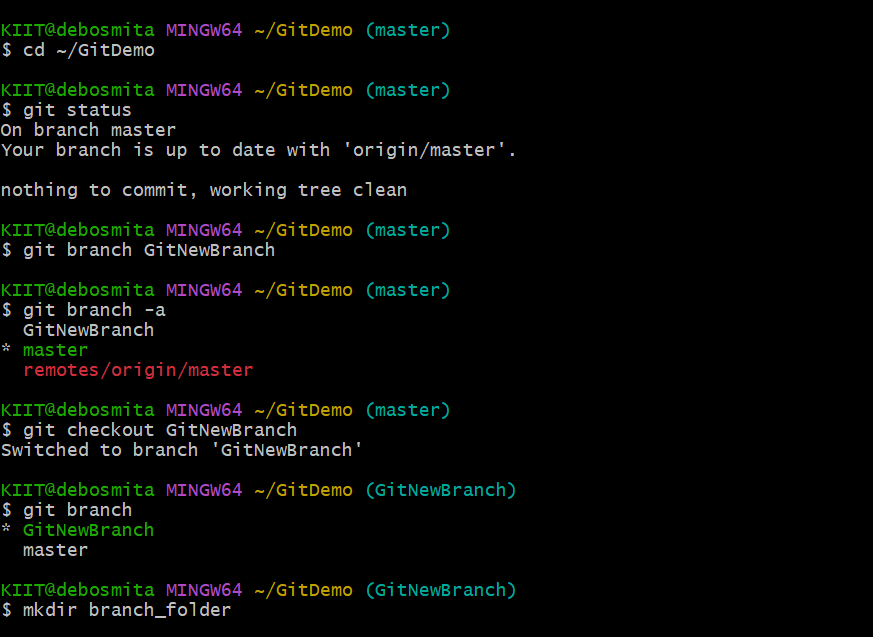 KIIT@debosmita MINGW64 ~/GitDemo (master)
$ cd ~/GitDemo
KIIT@debosmita MINGW64 ~/GitDemo (master)
$ git status
On branch master
Your branch is up to date with 'origin/master'.
nothing to commit, working tree clean
KIIT@debosmita MINGW64 ~/GitDemo (master)
$ git branch GitNewBranch
KIIT@debosmita MINGW64 ~/GitDemo (master)
$ git branch -a
  GitNewBranch
* master
  remotes/origin/master
KIIT@debosmita MINGW64 ~/GitDemo (master)
$ git checkout GitNewBranch
Switched to branch 'GitNewBranch'
KIIT@debosmita MINGW64 ~/GitDemo (GitNewBranch)
$ git branch
* GitNewBranch
  master
KIIT@debosmita MINGW64 ~/GitDemo (GitNewBranch)
$ mkdir branch_folder